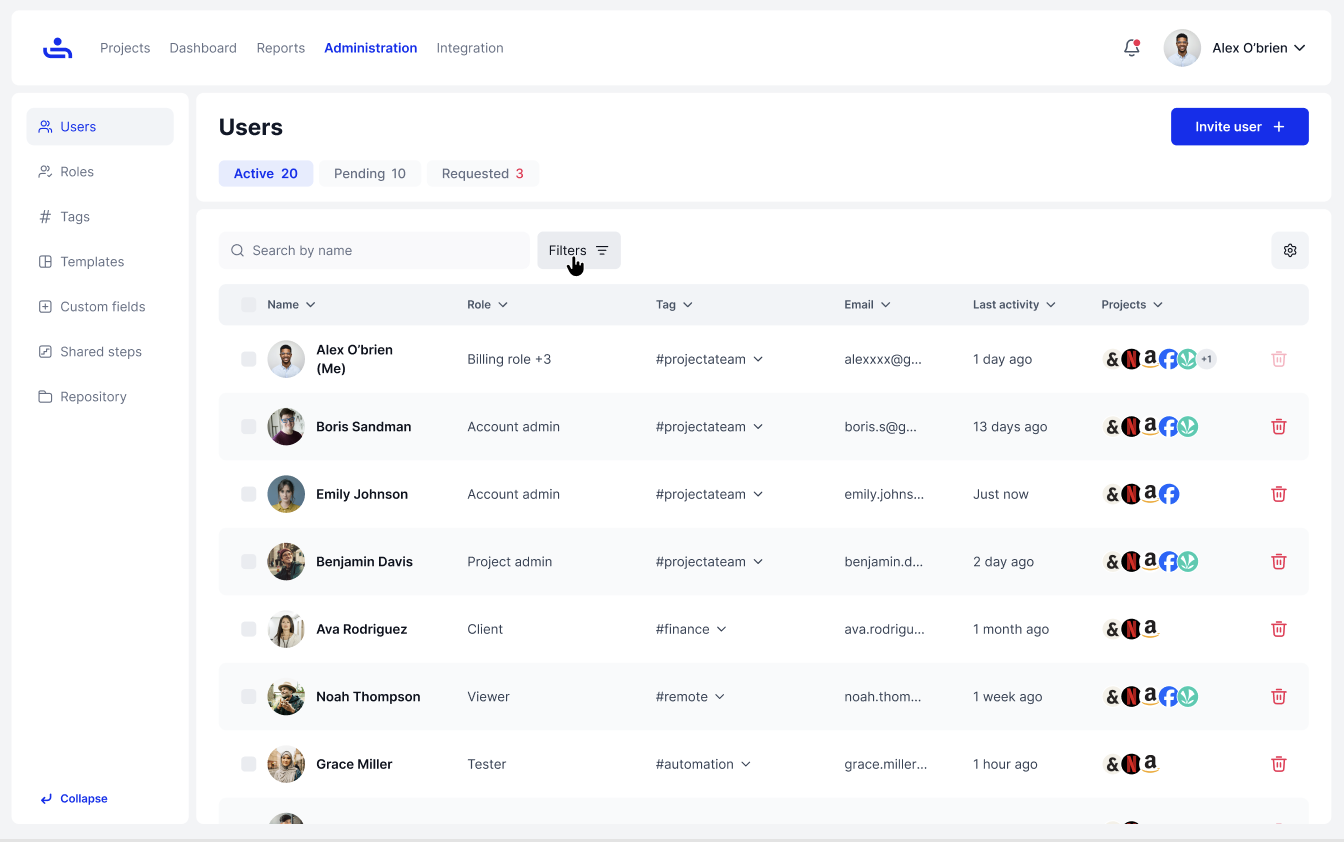 Projects Dashboard Reports Administration Integration Alex O'brien
Users
Roles
Tags
Templates
Custom fields
Shared steps
Repository
Collapse
Users
Invite user +
Active 20 Pending 10 Requested 3
Search by name Filters
Name Role Tag Email Last activity Projects
Alex O'brien
(Me)
Billing role +3 #projectateam alexxxx@g... 1 day ago & N a f +1
Boris Sandman Account admin #projectateam boris.s@g... 13 days ago & N a f
Emily Johnson Account admin #projectateam emily.johns... Just now & N a f
Benjamin Davis Project admin #projectateam benjamin.d... 2 day ago & N a f
Ava Rodriguez Client #finance ava.rodrigu... 1 month ago & N a
Noah Thompson Viewer #remote noah.thom... 1 week ago & N a f
Grace Miller Tester #automation grace.miller... 1 hour ago & N a